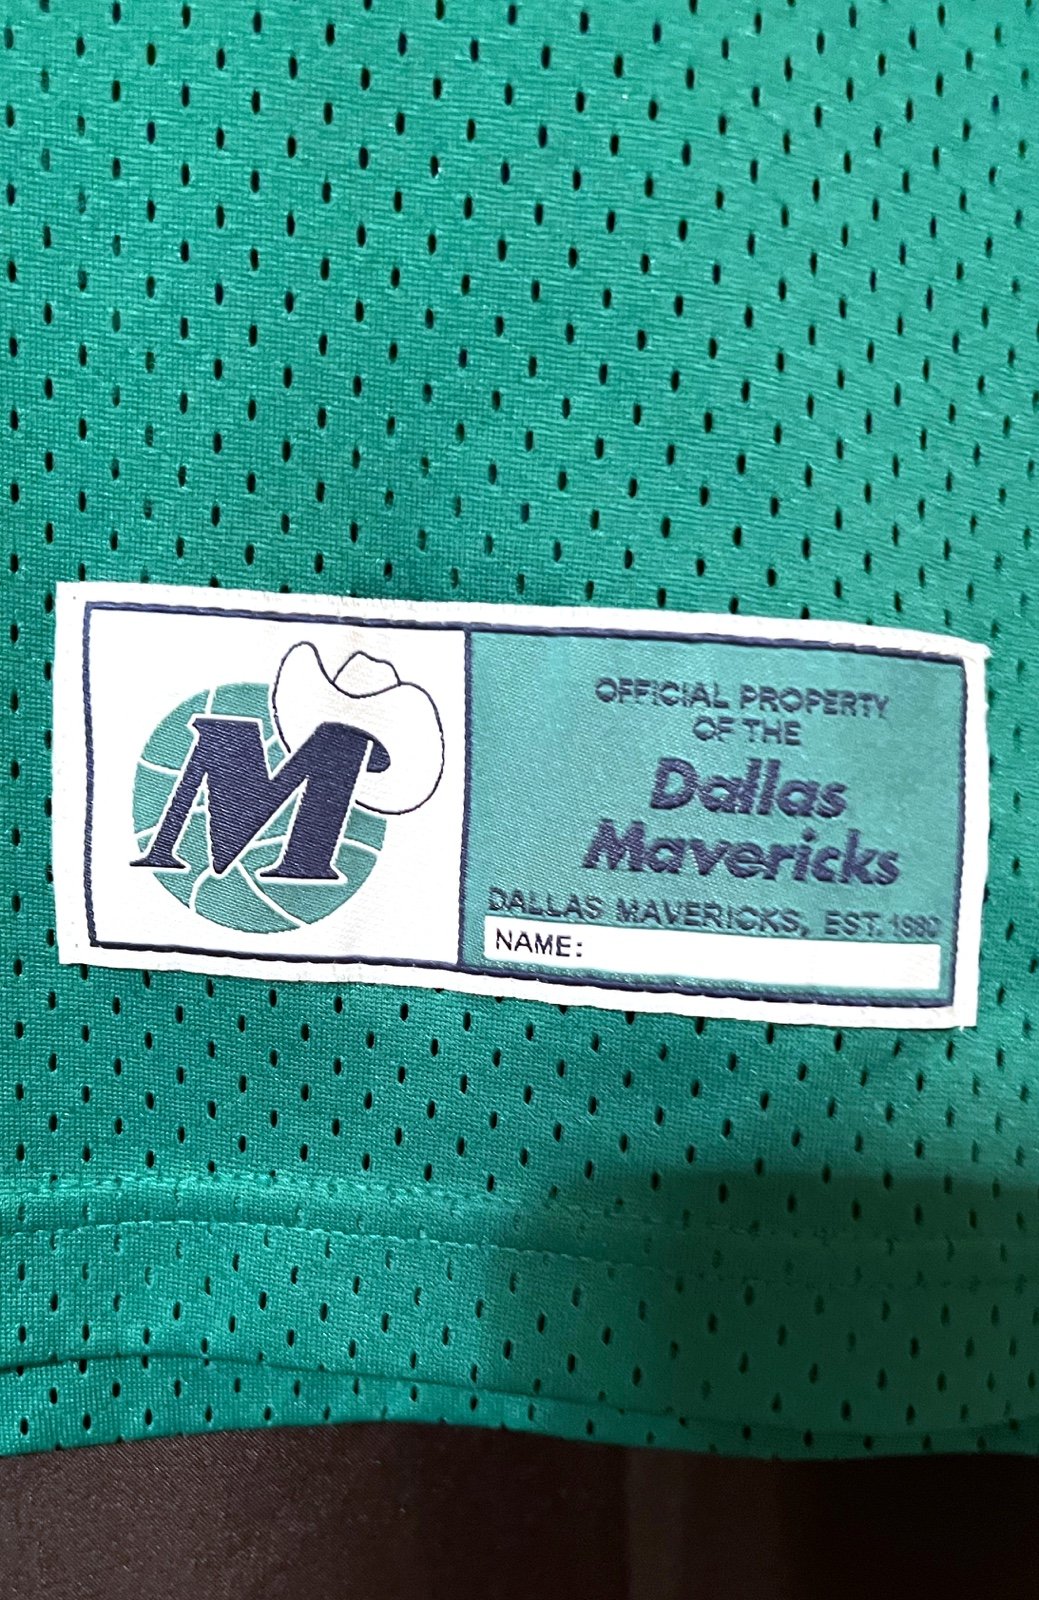 M
OFFICIAL PROPERTY
OF THE
Dallas
Mavericks
DALLAS MAVERICKS, EST. 1980
NAME: